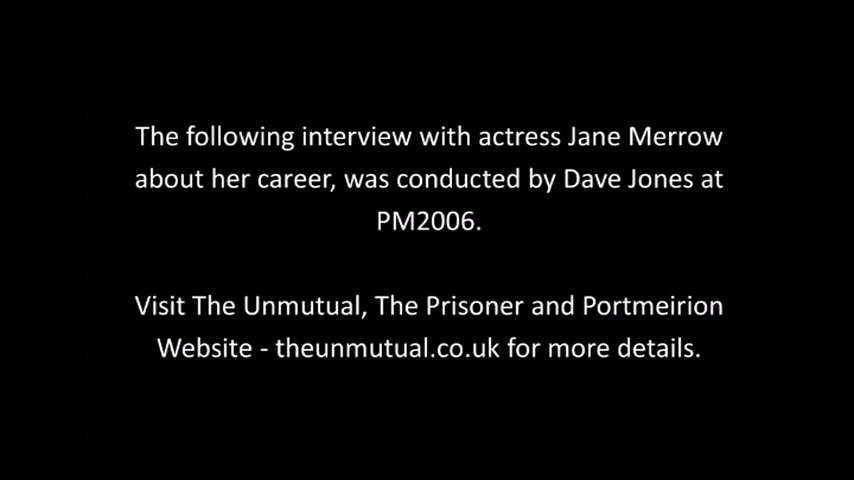 The following interview with actress Jane Merrow
about her career, was conducted by Dave Jones at
PM2006.
Visit The Unmutual, The Prisoner and Portmeirion
Website - theunmutual.co.uk for more details.